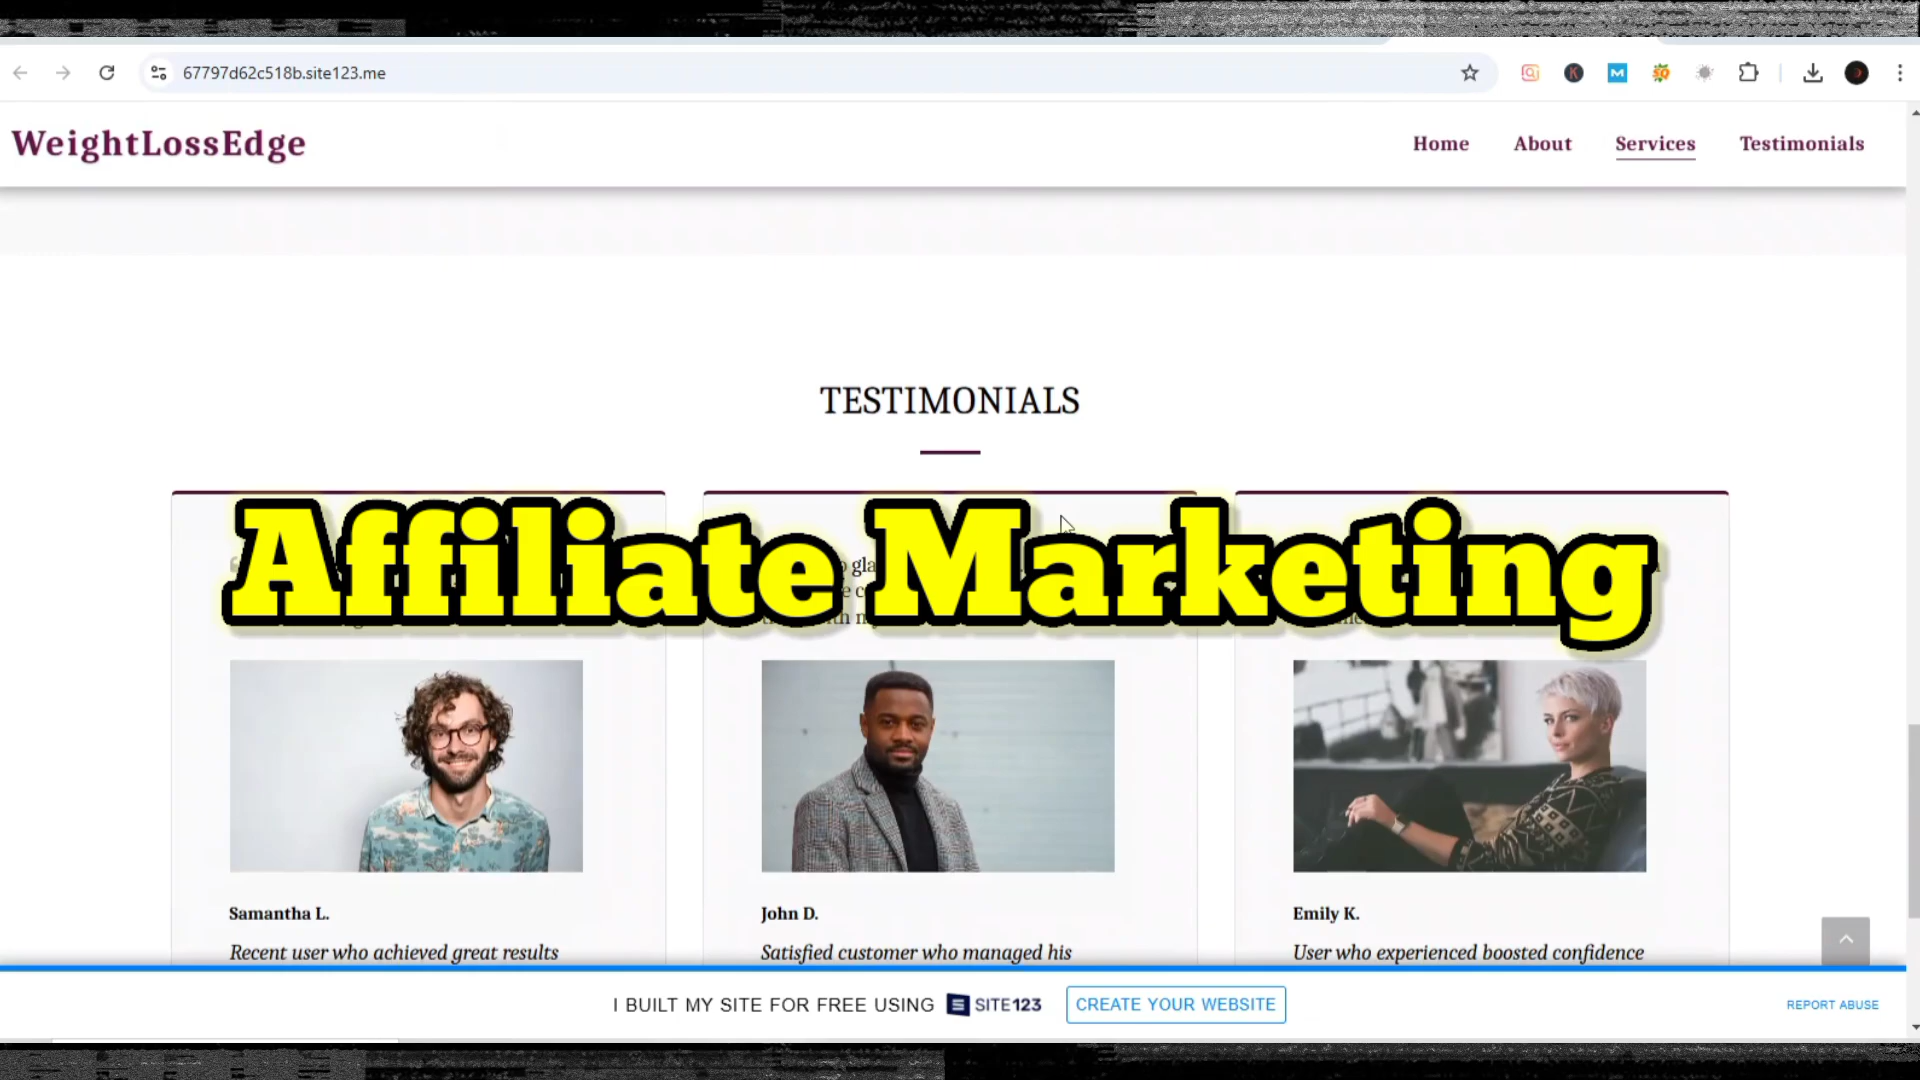 67797d62c518b.site123.me
WeightLossEdge
Home About Services Testimonials
TESTIMONIALS
Affiliate Marketing
Samantha L.
Recent user who achieved great results
John D.
Satisfied customer who managed his
Emily K.
User who experienced boosted confidence
I BUILT MY SITE FOR FREE USING SITE123 CREATE YOUR WEBSITE
REPORT ABUSE